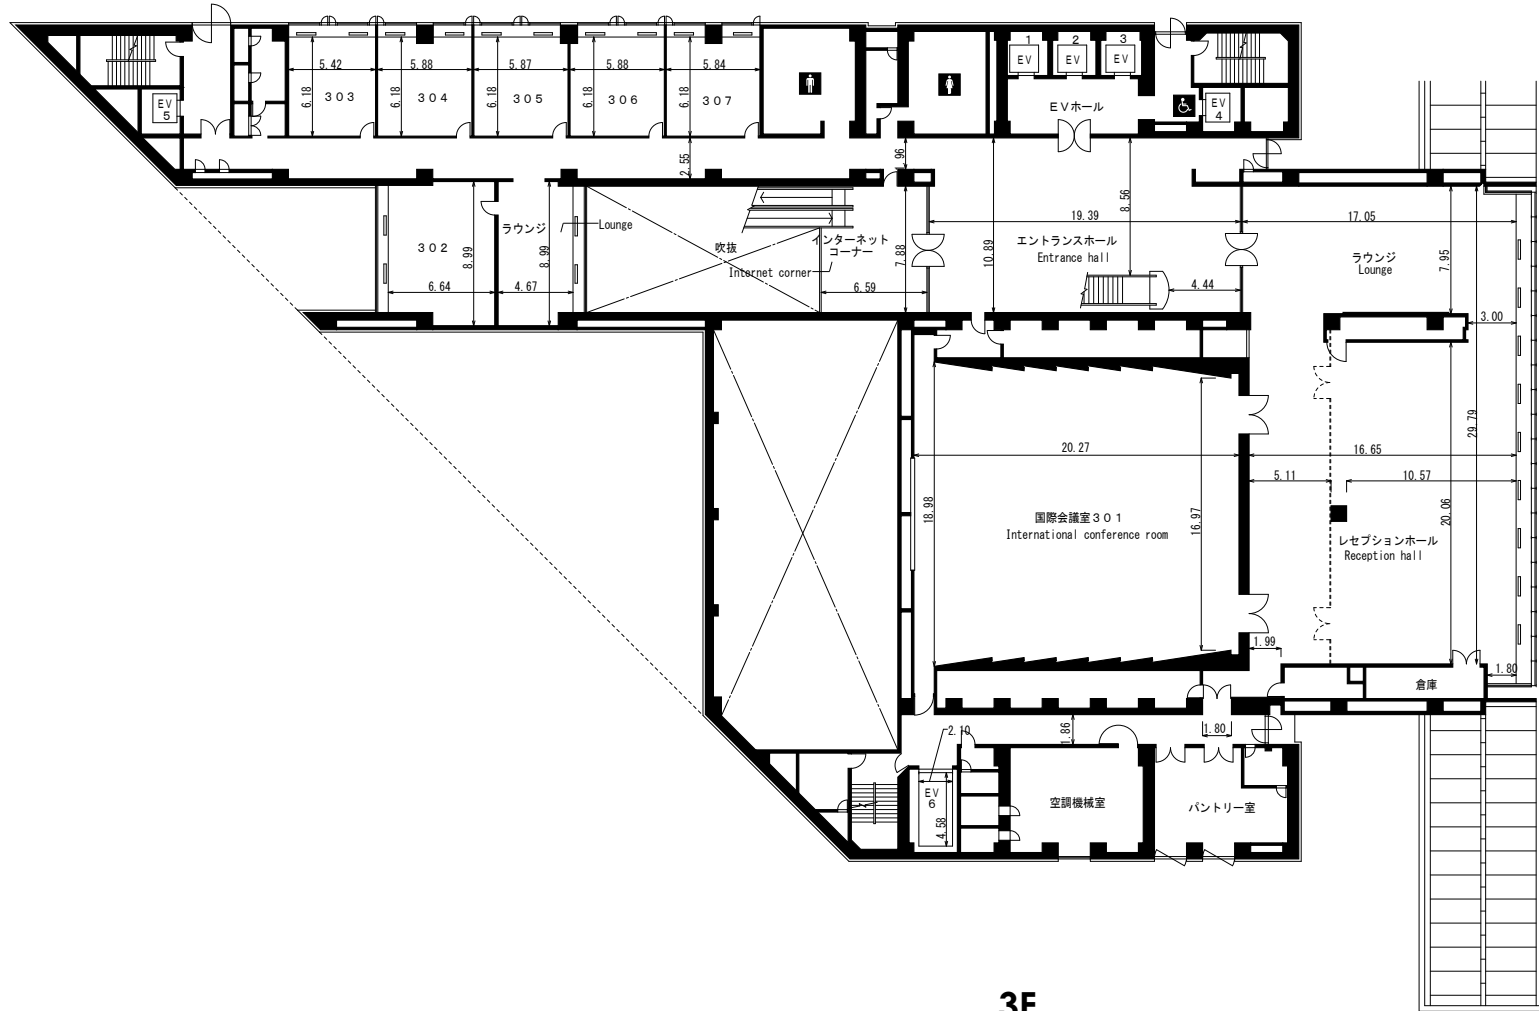 1
2
3
EV
EV
EV
5.42
5.88
5.87
5.88
5.84
6.18
6.18
6.18
6.18
6.18
303
304
305
306
307
EV
5
EVホール
EV
4
2.55
1.96
8.56
19.39
17.05
302
8.99
6.64
ラウンジ
Lounge
8.99
4.67
吹抜
インターネット
コーナー
Internet corner
6.59
7.88
10.89
エントランスホール
Entrance hall
4.44
ラウンジ
Lounge
7.95
3.00
29.79
20.27
16.65
5.11
10.57
18.98
16.97
20.06
国際会議室301
International conference room
レセプションホール
Reception hall
1.99
1.80
倉庫
1.86
1.80
2.10
EV
6
4.58
空調機械室
パントリー室
3F